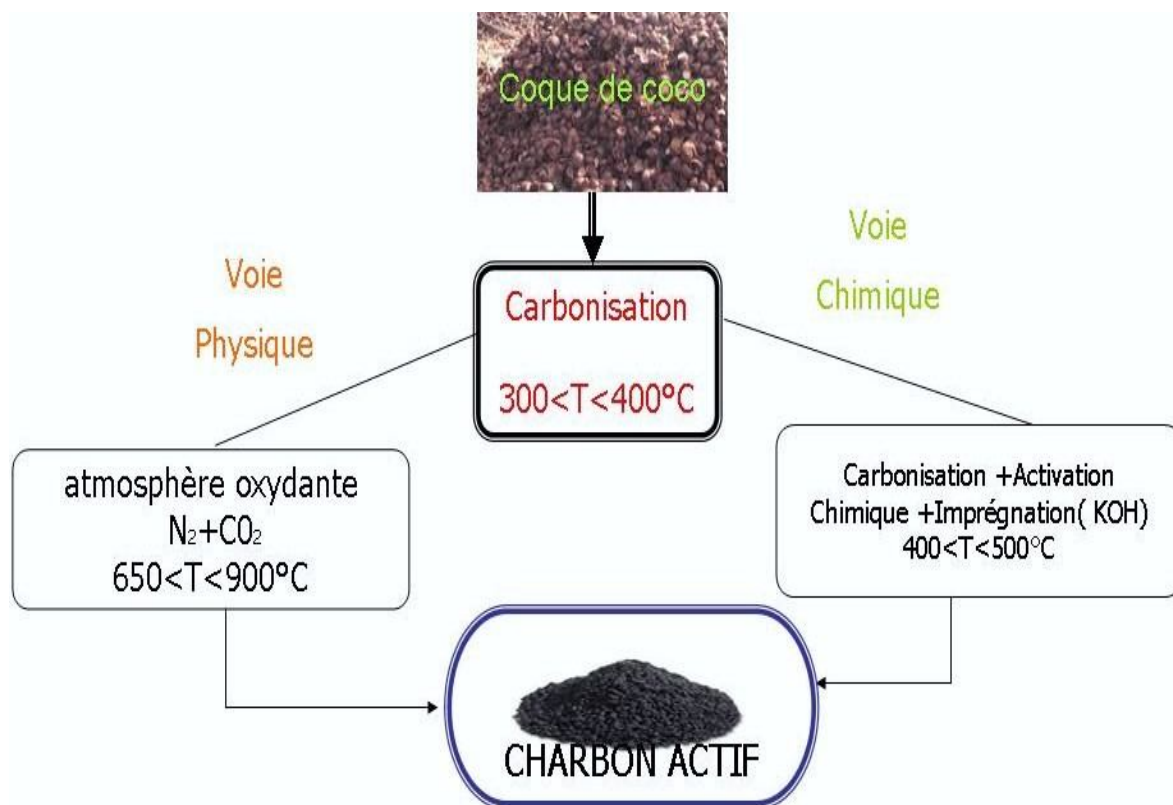 Coque de coco
Voie
Physique
Carbonisation
300<T<400°C
Voie
Chimique
atmosphère oxydante
N₂+CO₂
650<T<900°C
Carbonisation +Activation
Chimique +Imprégnation( KOH)
400<T<500°C
CHARBON ACTIF